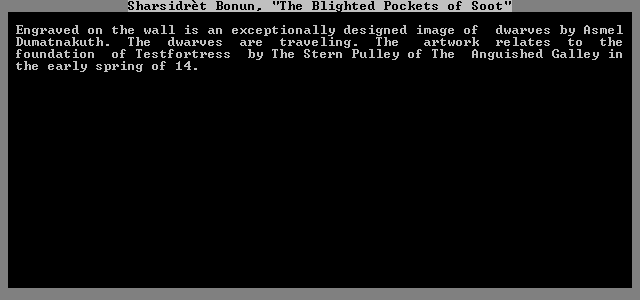 Sharsidrèt Bonun, "The Blighted Pockets of Soot"
Engraved on the wall is an exceptionally designed image of dwarves by Asmel
Dumatnakuth. The dwarves are traveling. The artwork relates to the
foundation of Testfortress by The Stern Pulley of The Anguished Galley in
the early spring of 14.